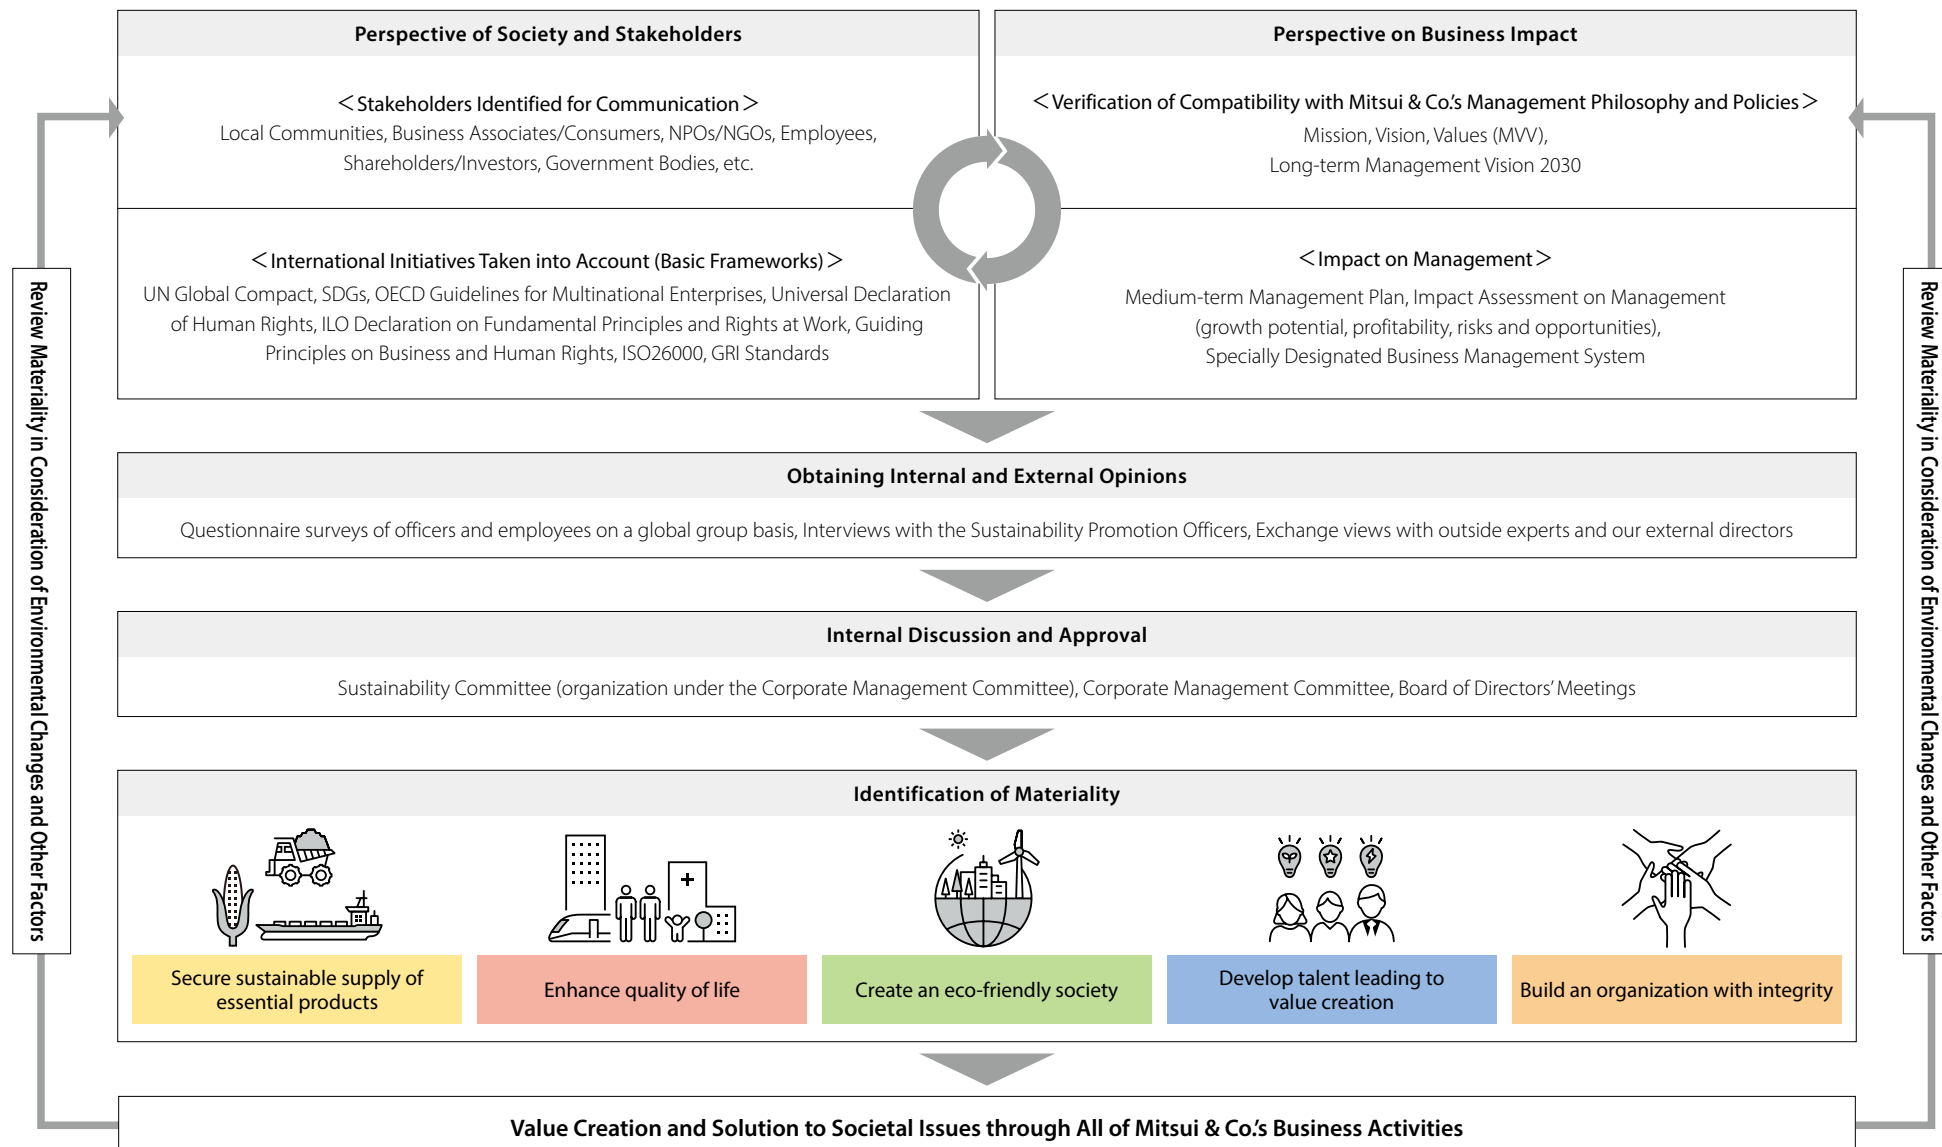 Perspective of Society and Stakeholders
<Stakeholders Identified for Communication>
Local Communities, Business Associates/Consumers, NPOs/NGOs, Employees,
Shareholders/Investors, Government Bodies, etc.
<International Initiatives Taken into Account (Basic Frameworks)>
UN Global Compact, SDGs, OECD Guidelines for Multinational Enterprises, Universal Declaration
of Human Rights, ILO Declaration on Fundamental Principles and Rights at Work, Guiding
Principles on Business and Human Rights, ISO26000, GRI Standards
Perspective on Business Impact
<Verification of Compatibility with Mitsui & Co.'s Management Philosophy and Policies>
Mission, Vision, Values (MVV),
Long-term Management Vision 2030
<Impact on Management>
Medium-term Management Plan, Impact Assessment on Management
(growth potential, profitability, risks and opportunities),
Specially Designated Business Management System
Review Materiality in Consideration of Environmental Changes and Other Factors
Review Materiality in Consideration of Environmental Changes and Other Factors
Obtaining Internal and External Opinions
Questionnaire surveys of officers and employees on a global group basis, Interviews with the Sustainability Promotion Officers, Exchange views with outside experts and our external directors
Internal Discussion and Approval
Sustainability Committee (organization under the Corporate Management Committee), Corporate Management Committee, Board of Directors' Meetings
Identification of Materiality
Secure sustainable supply of
essential products
Enhance quality of life
Create an eco-friendly society
Develop talent leading to
value creation
Build an organization with integrity
Value Creation and Solution to Societal Issues through All of Mitsui & Co.'s Business Activities